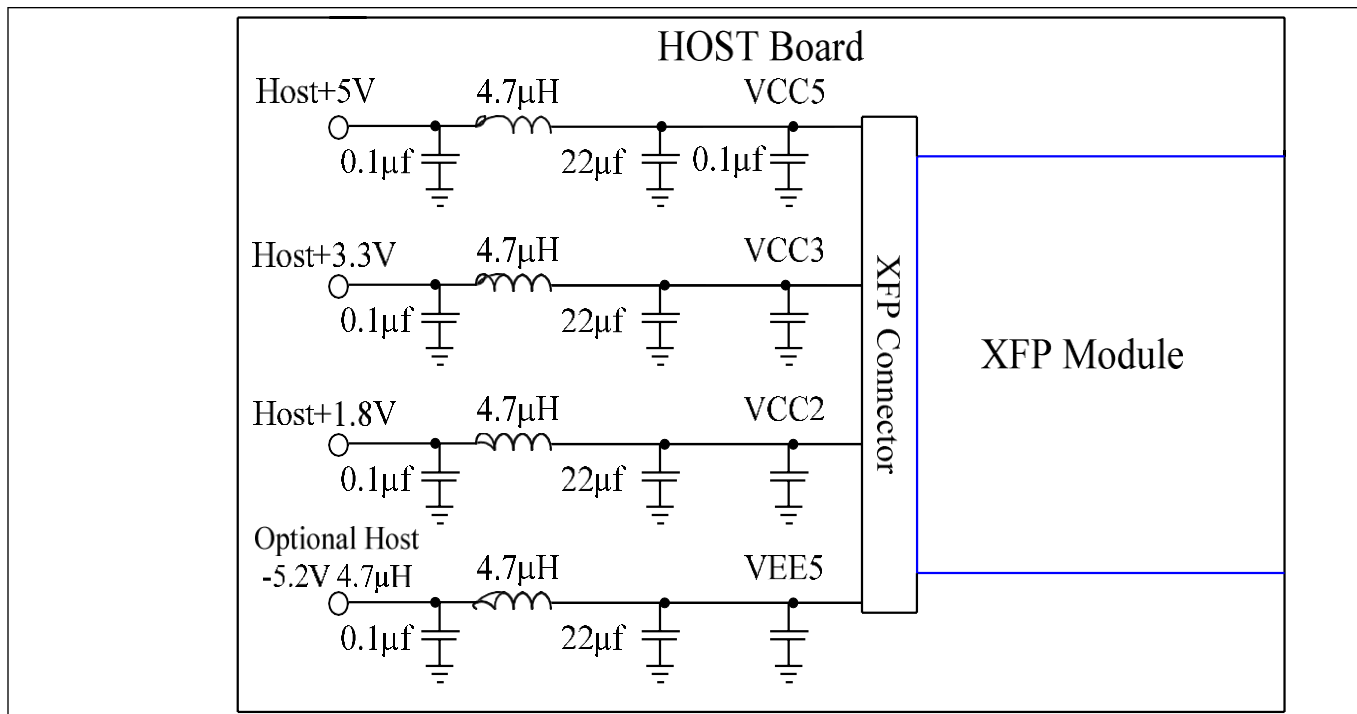 HOST Board
Host+5V
4.7µH
VCC5
0.1µf
22µf
0.1µf
Host+3.3V
4.7µH
VCC3
0.1µf
22µf
Host+1.8V
4.7µH
VCC2
0.1µf
22µf
Optional Host
-5.2V 4.7µH
4.7µH
VEE5
0.1µf
22µf
XFP Connector
XFP Module